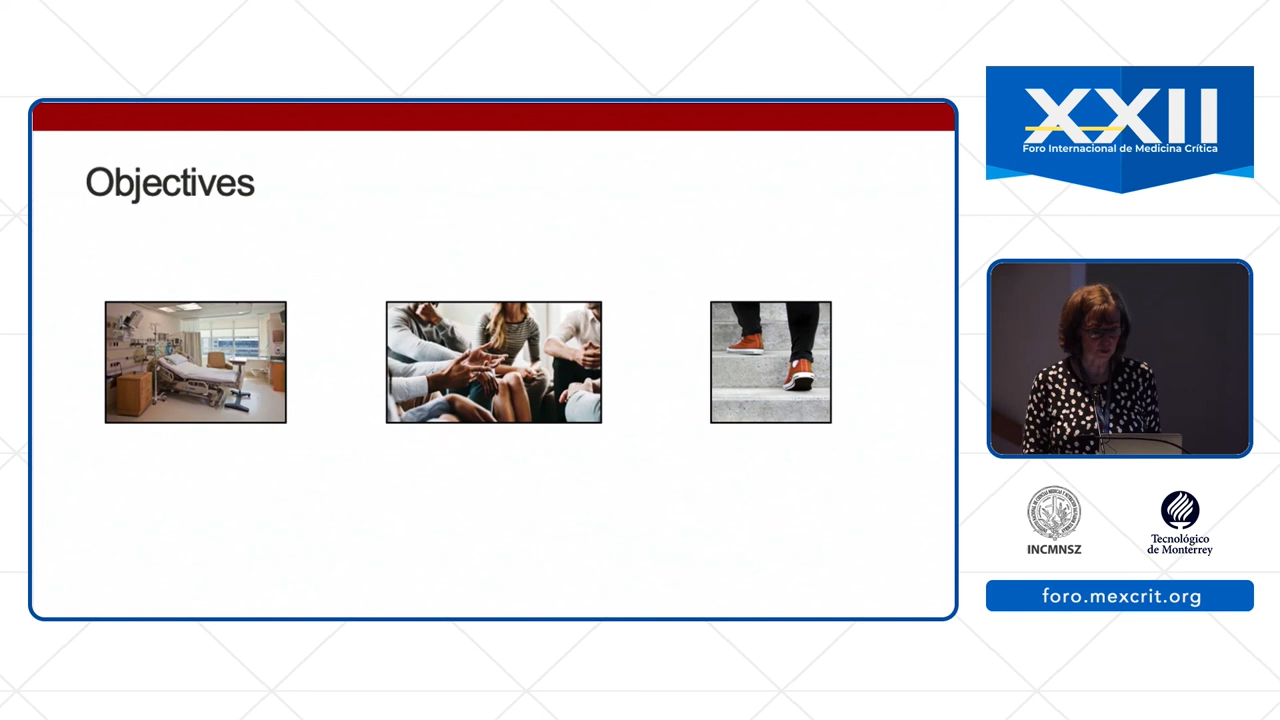 Objectives
XXII
Foro Internacional de Medicina Crítica
INCMNSZ
Tecnológico
de Monterrey
foro.mexcrit.org